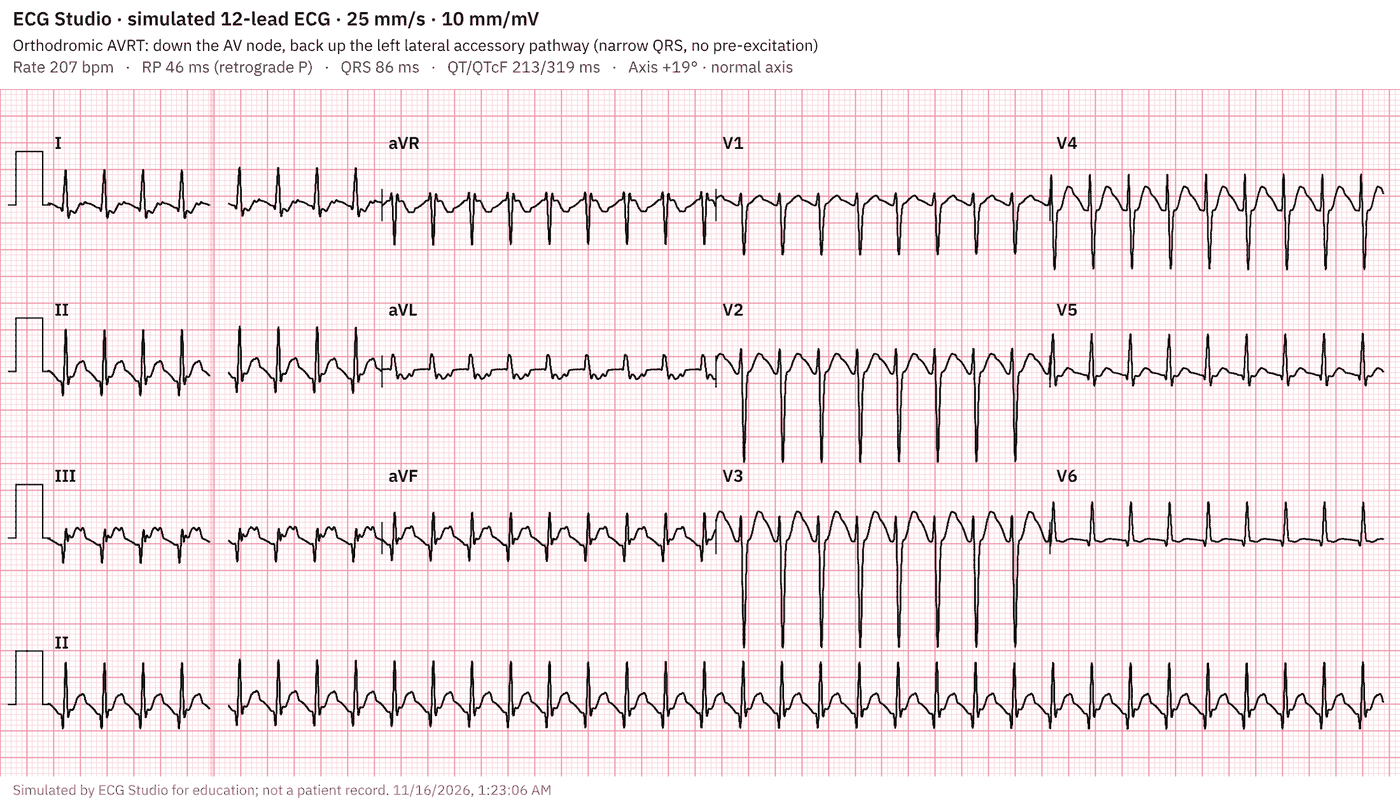 ECG Studio · simulated 12-lead ECG · 25 mm/s · 10 mm/mV
Orthodromic AVRT: down the AV node, back up the left lateral accessory pathway (narrow QRS, no pre-excitation)
Rate 207 bpm · RP 46 ms (retrograde P) · QRS 86 ms · QT/QTcF 213/319 ms · Axis +19° · normal axis
I aVR V1 V4
II aVL V2 V5
III aVF V3 V6
II
Simulated by ECG Studio for education; not a patient record. 11/16/2026, 1:23:06 AM